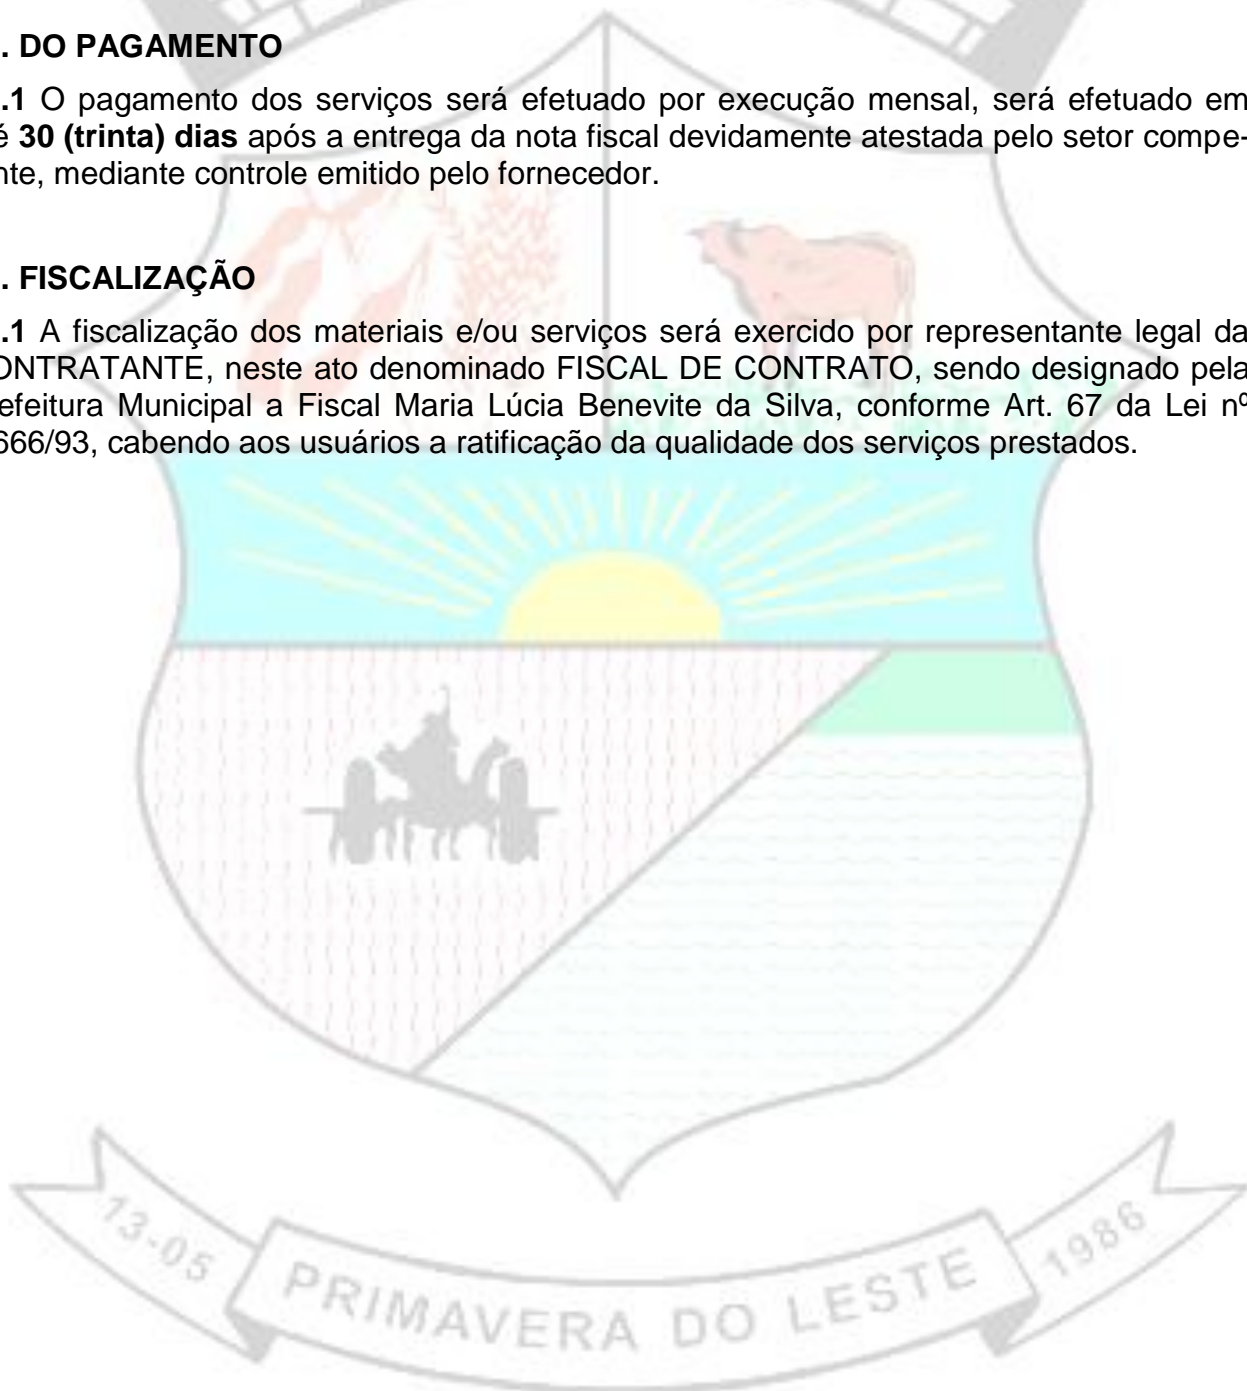 . DO PAGAMENTO
.1 O pagamento dos serviços será efetuado por execução mensal, será efetuado em
é 30 (trinta) dias após a entrega da nota fiscal devidamente atestada pelo setor compe-
nte, mediante controle emitido pelo fornecedor.
. FISCALIZAÇÃO
.1 A fiscalização dos materiais e/ou serviços será exercido por representante legal da
ONTRATANTE, neste ato denominado FISCAL DE CONTRATO, sendo designado pela
efeitura Municipal a Fiscal Maria Lúcia Benevite da Silva, conforme Art. 67 da Lei nº
666/93, cabendo aos usuários a ratificação da qualidade dos serviços prestados.
13-05 PRIMAVERA DO LESTE 1986